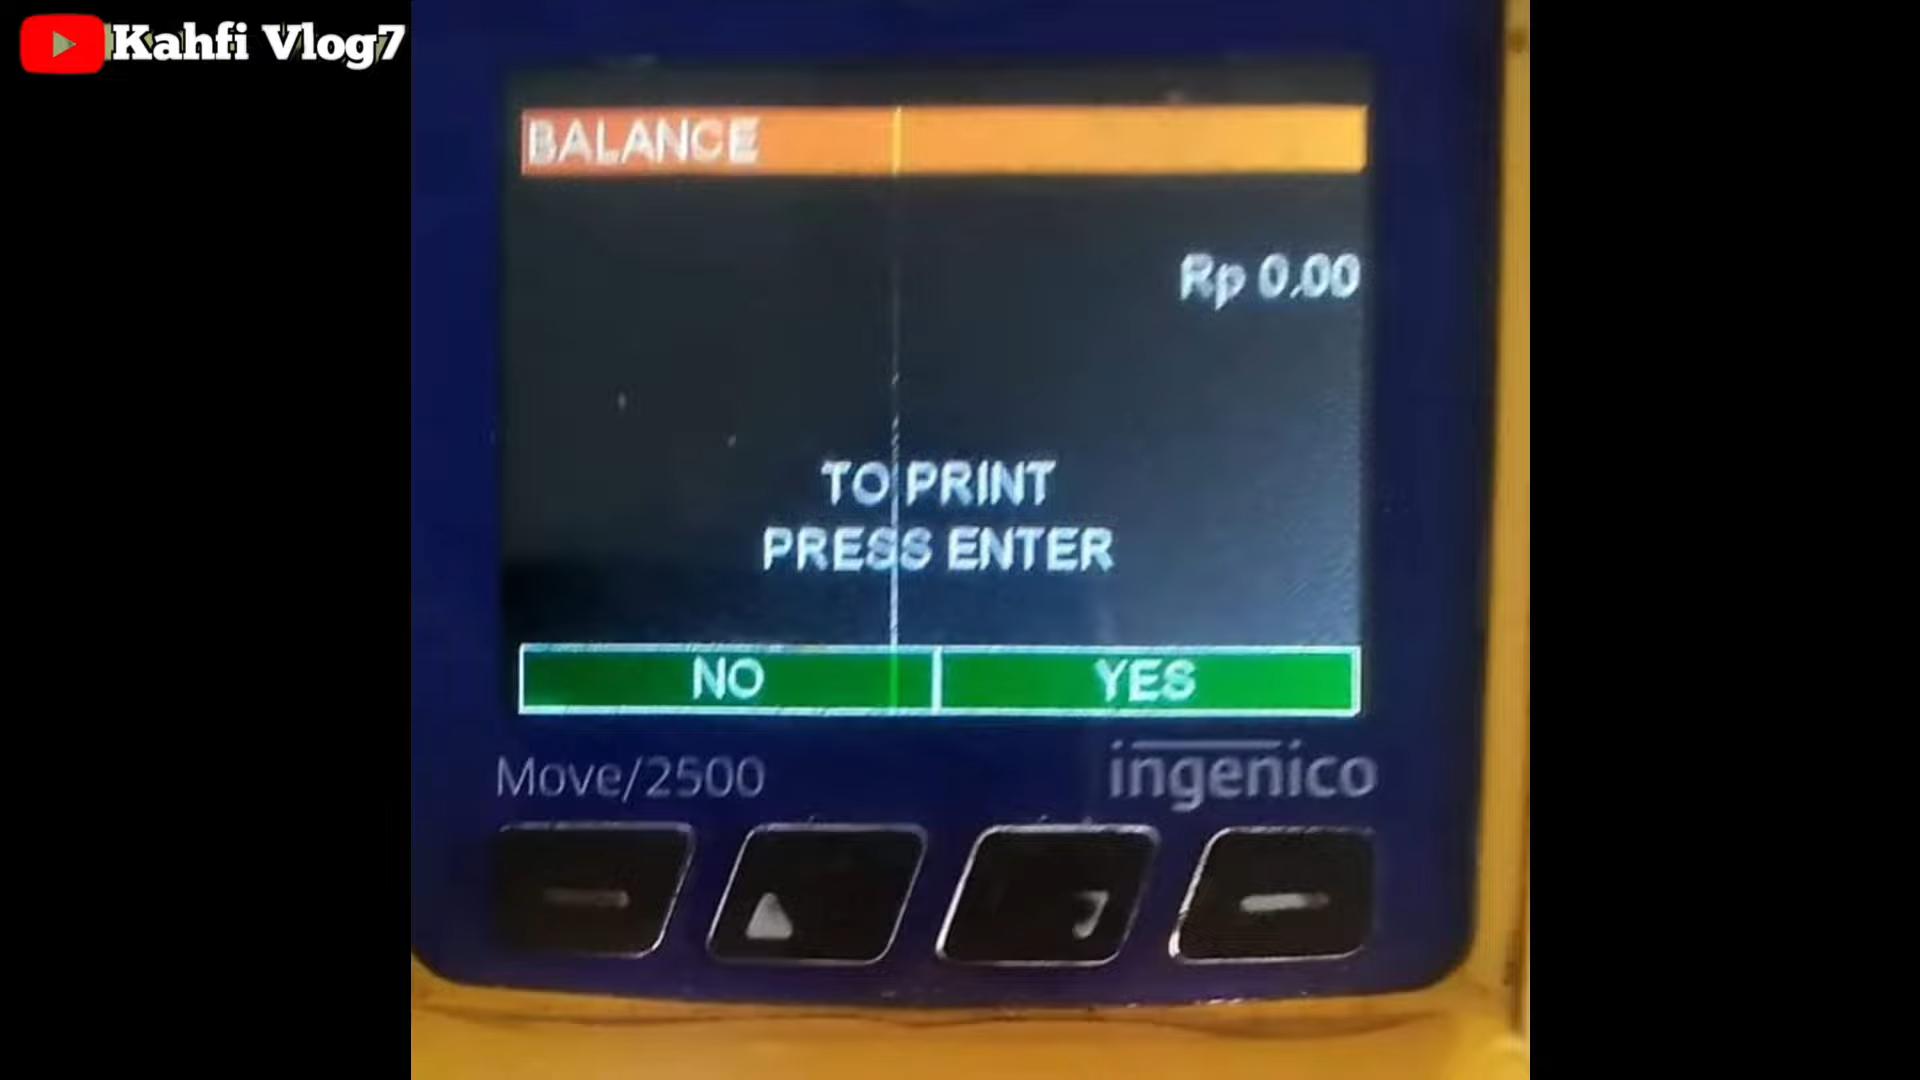 Kahfi Vlog7
BALANCE
Rp 0.00
TO PRINT
PRESS ENTER
NO YES
Move/2500 ingenico